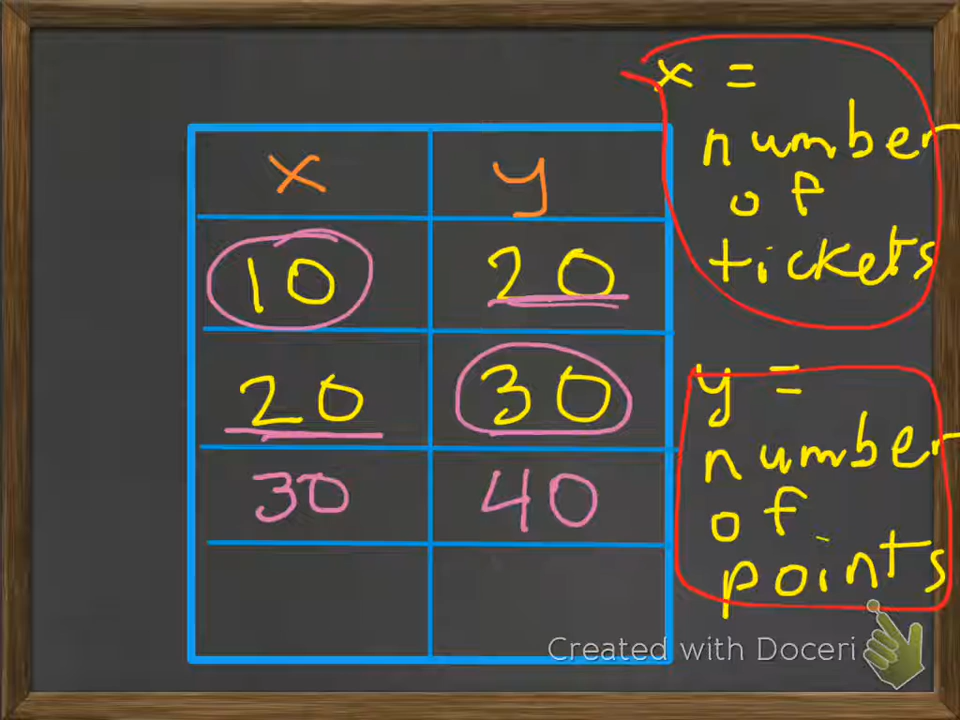 x y
10 20
20 30
30 40
x =
number
of
tickets
y =
number
of
points
Created with Doceri